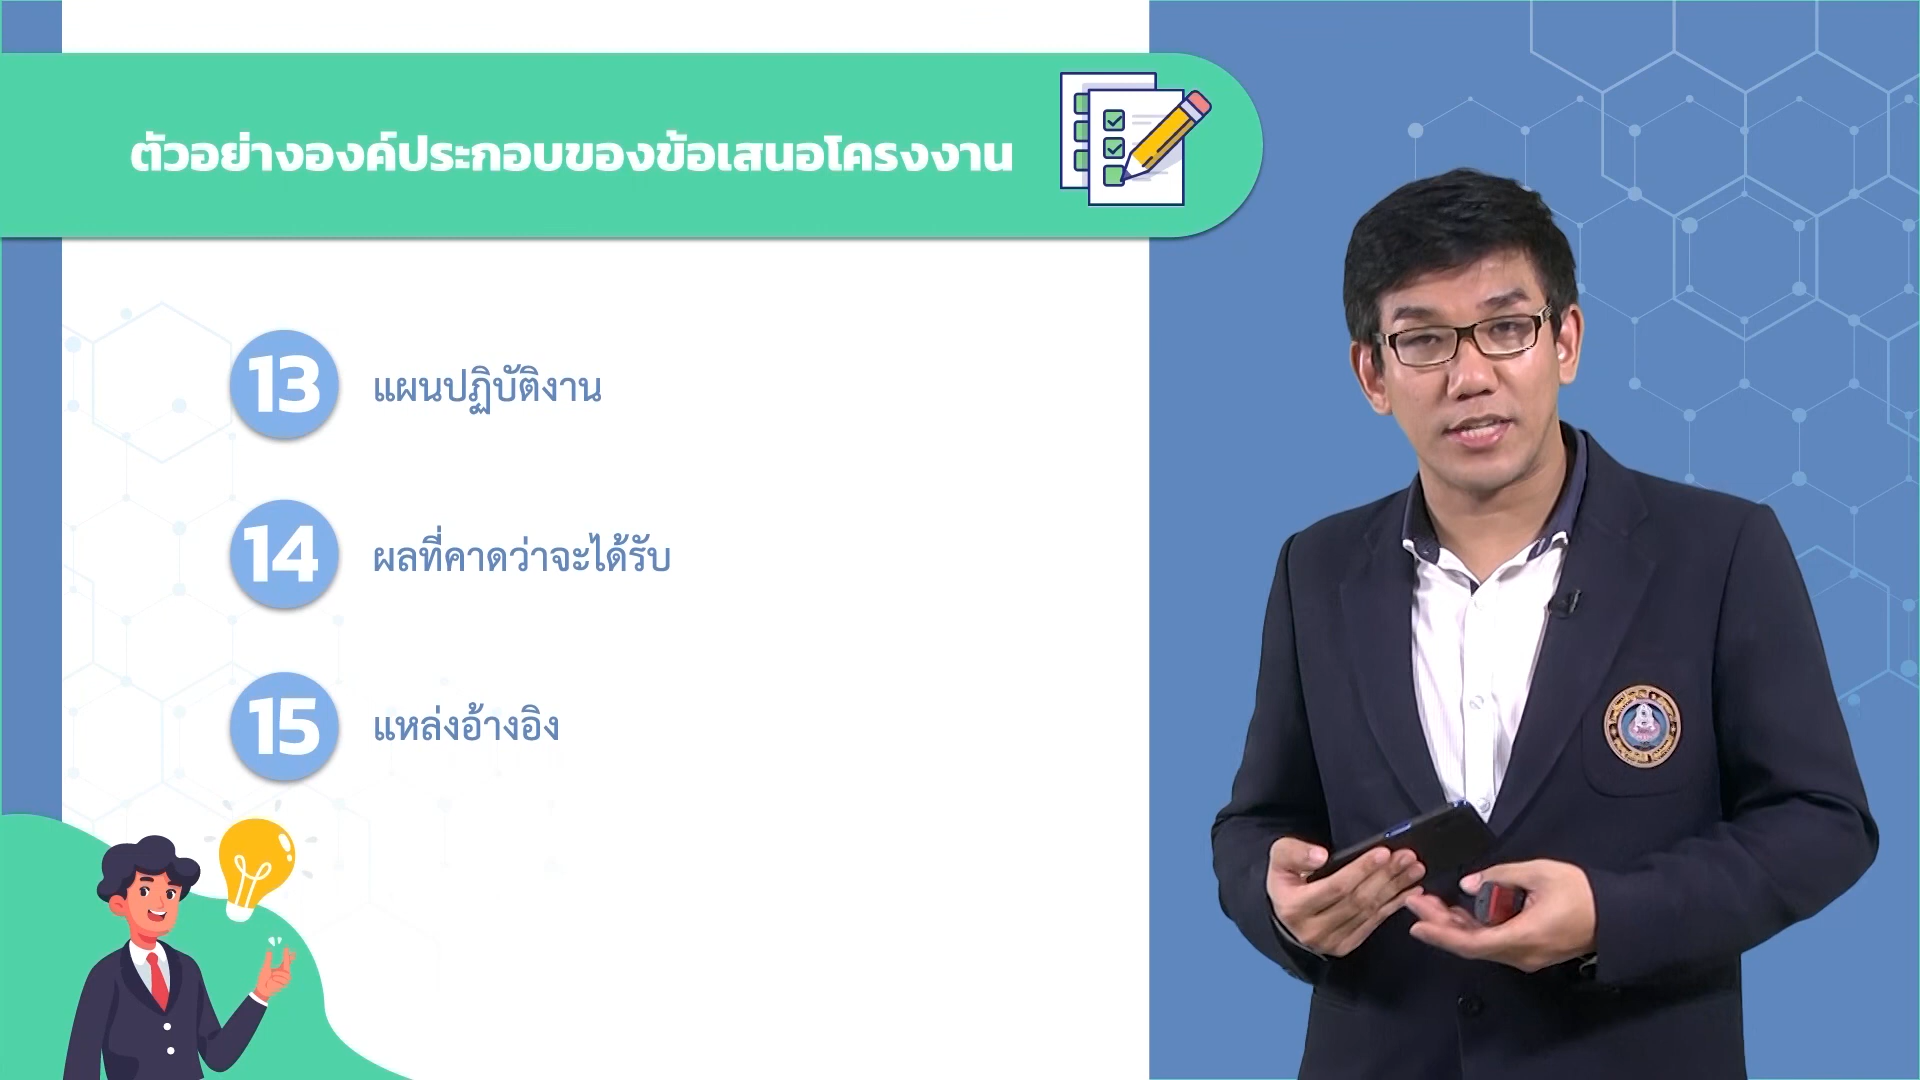 ตัวอย่างองค์ประกอบของข้อเสนอโครงงาน
13 แผนปฏิบัติงาน
14 ผลที่คาดว่าจะได้รับ
15 แหล่งอ้างอิง